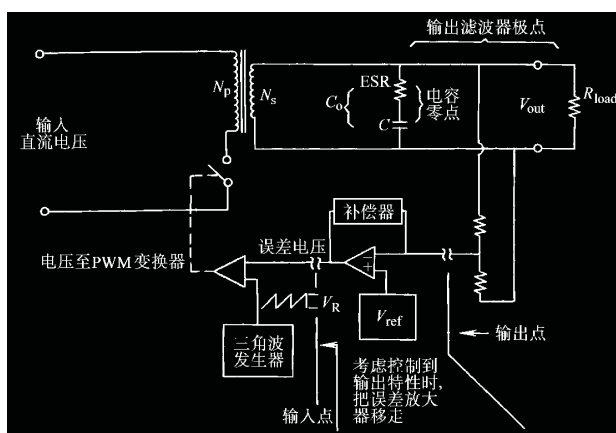 输出滤波器极点
ESR
Np
Ns
Co
C
电容
零点
Vout
Rload
输入
直流电压
补偿器
误差电压
电压至PWM变换器
−
+
VR
Vref
三角波
发生器
输出点
考虑控制到
输出特性时,
把误差放大
器移走
输入点